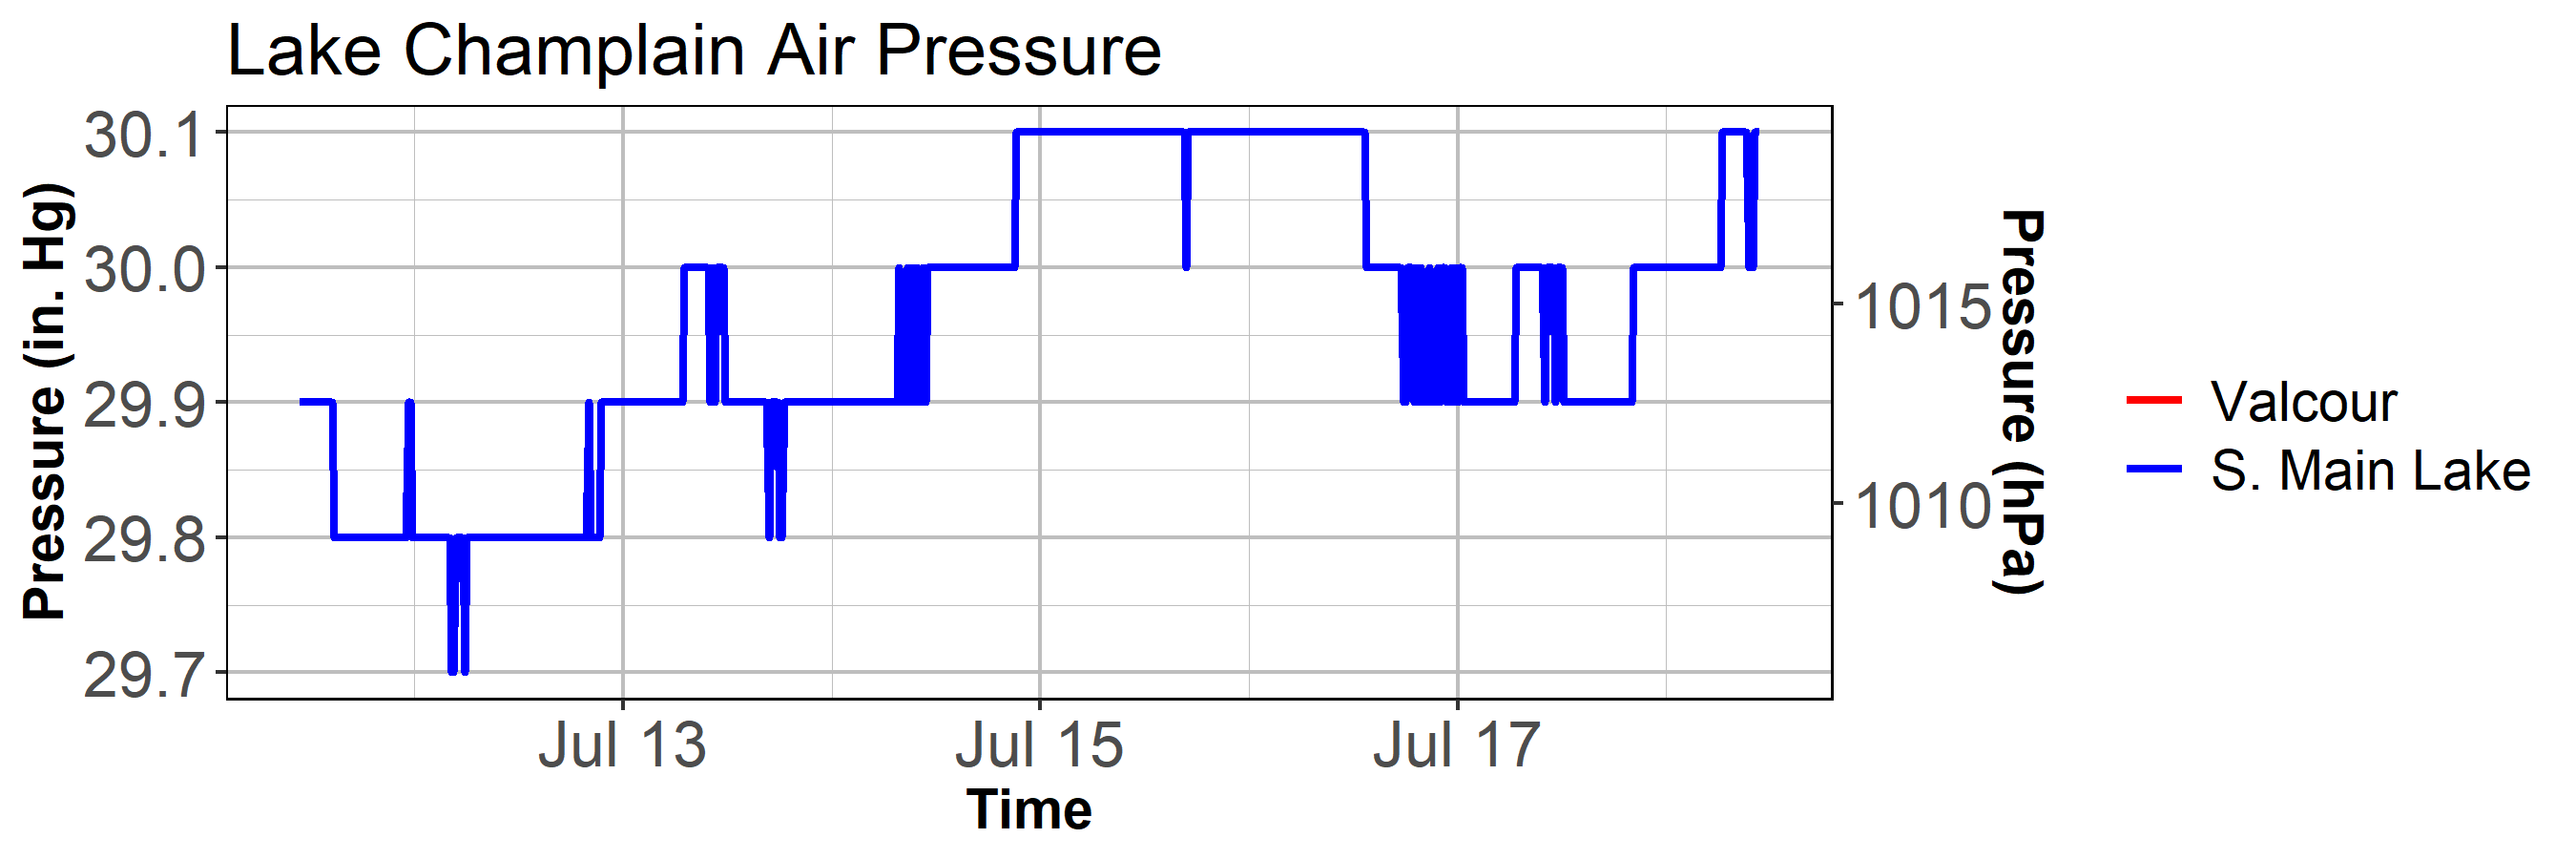 Lake Champlain Air Pressure
Pressure (in. Hg)
30.1
30.0
29.9
29.8
29.7
1015
1010
Pressure (hPa)
Valcour
S. Main Lake
Jul 13
Jul 15
Jul 17
Time